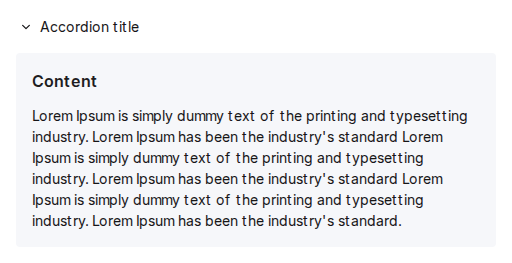 Accordion title
Content
Lorem Ipsum is simply dummy text of the printing and typesetting
industry. Lorem Ipsum has been the industry's standard Lorem
Ipsum is simply dummy text of the printing and typesetting
industry. Lorem Ipsum has been the industry's standard Lorem
Ipsum is simply dummy text of the printing and typesetting
industry. Lorem Ipsum has been the industry's standard.